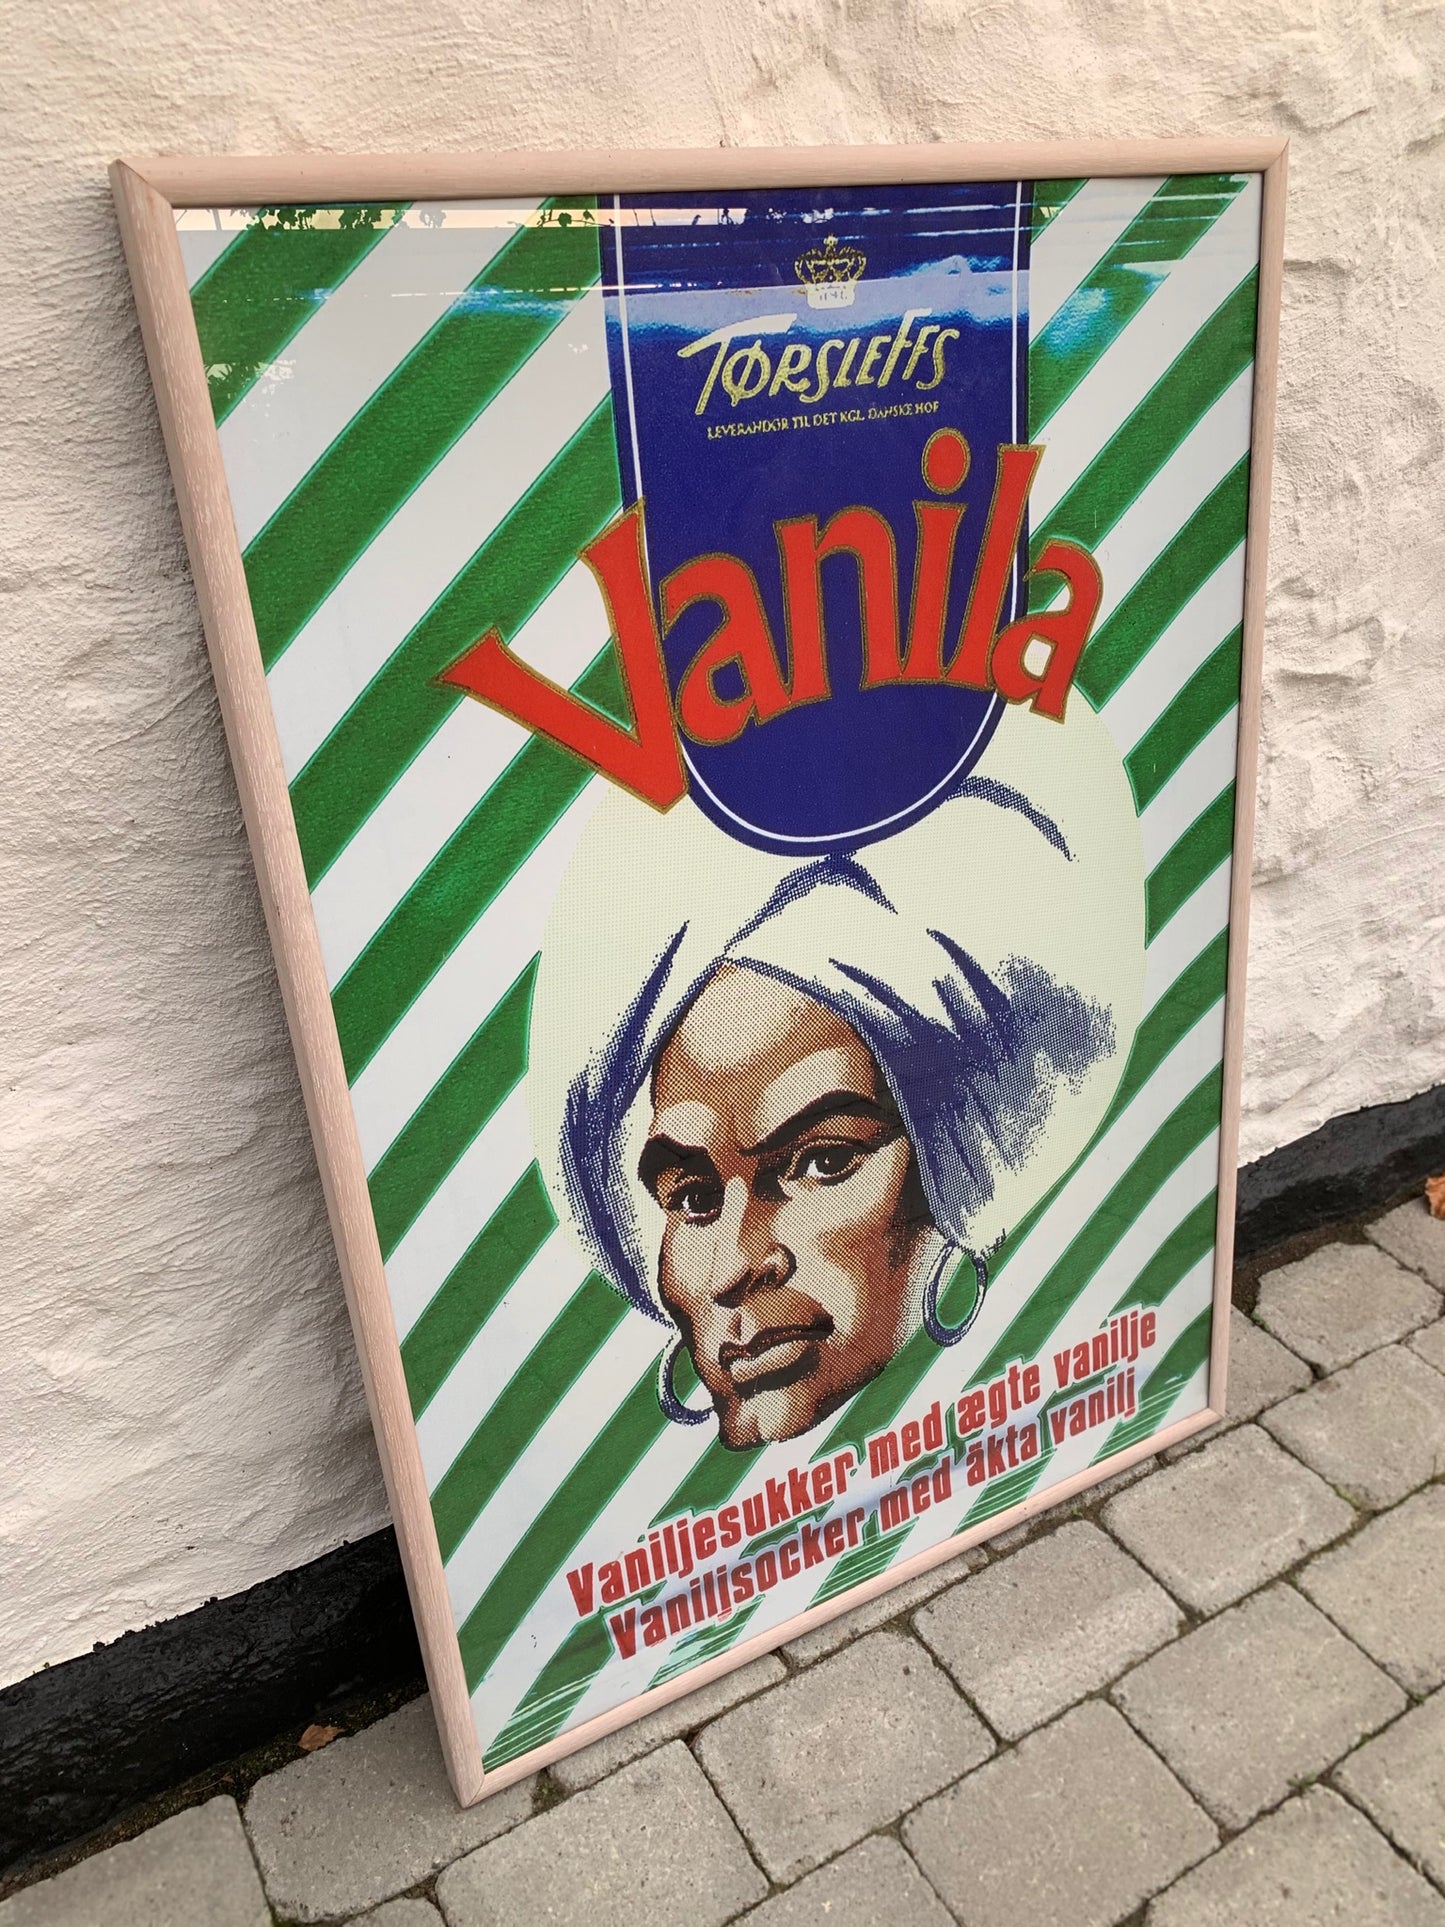 TØRSLEFFS
LEVERANDØR TIL DET KGL. DANSKE HOF
Vanila
Vaniljesukker med ægte vanilje
Vaniljsocker med äkta vanilj